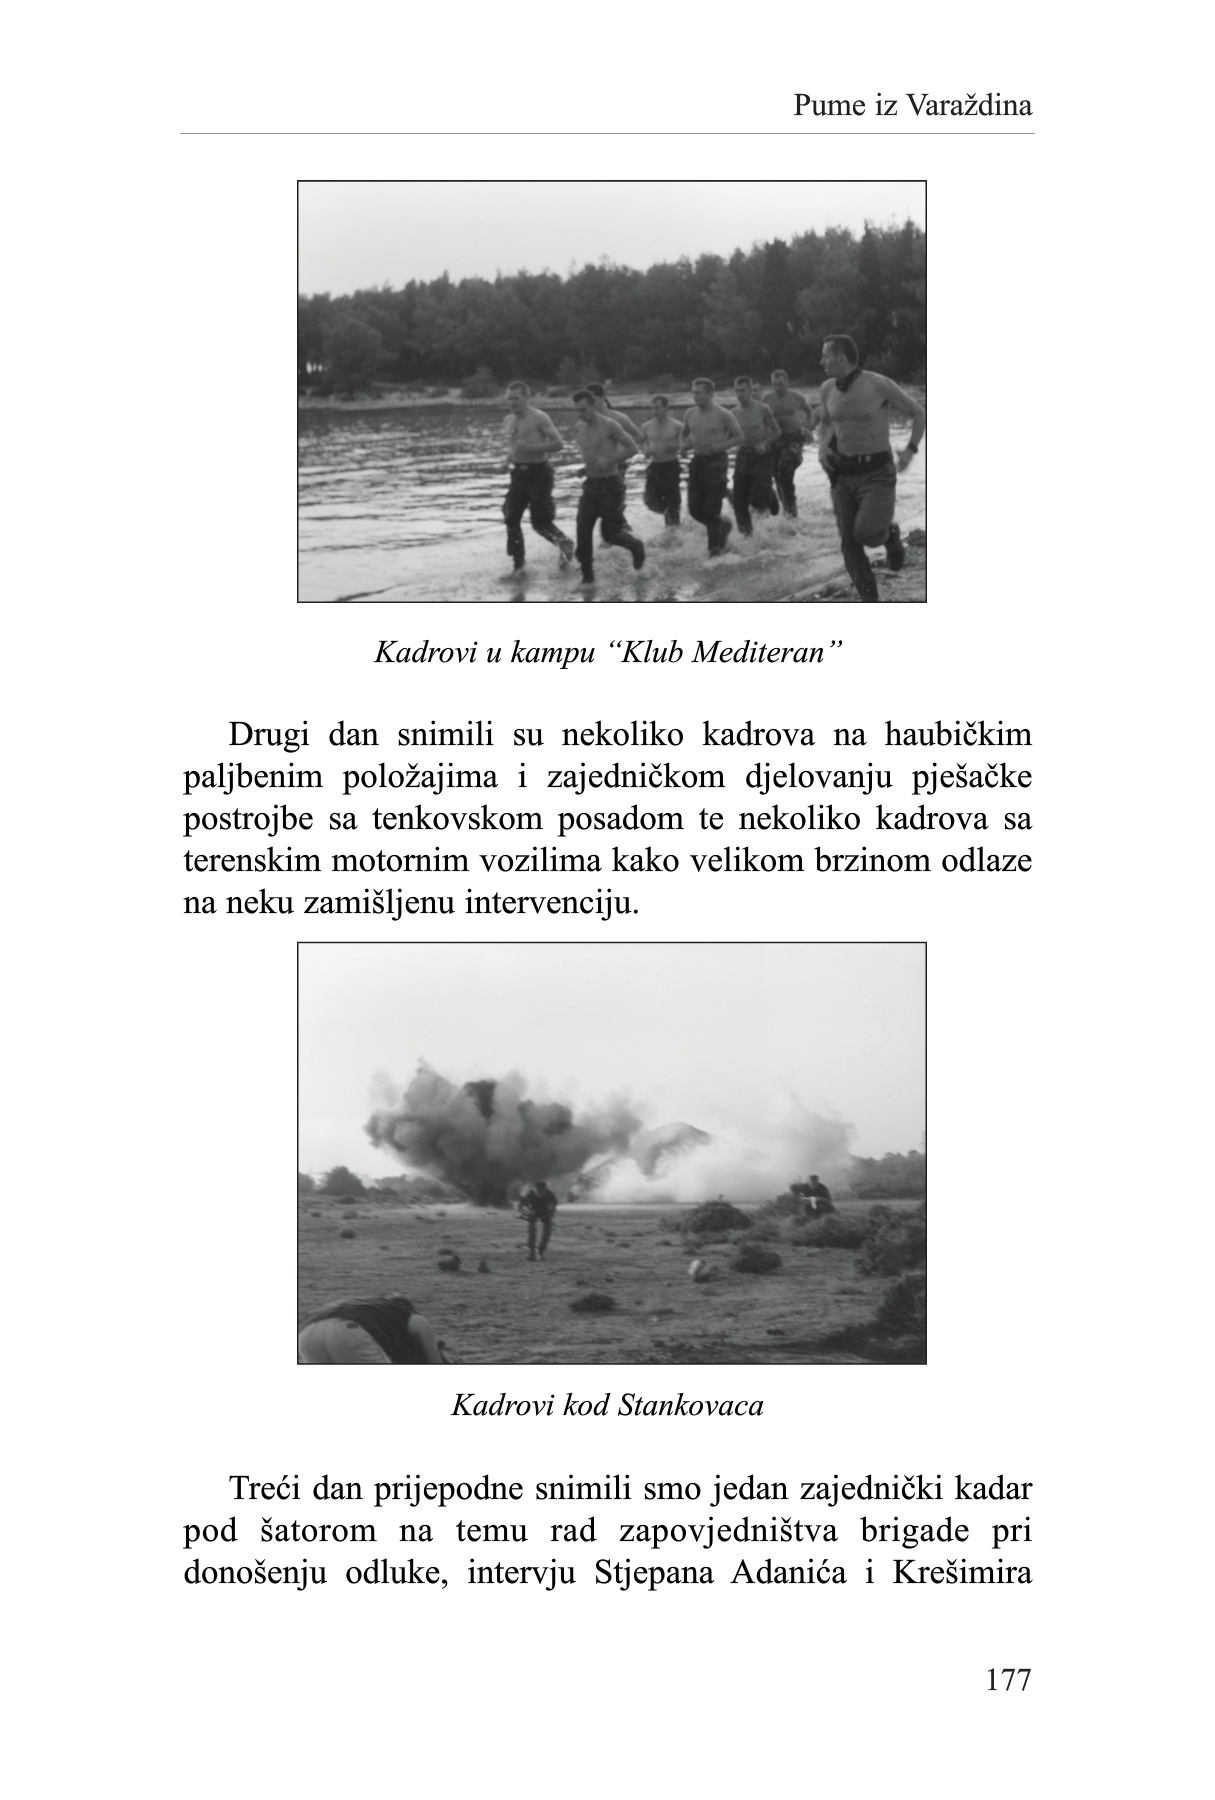 Pume iz Varaždina
Kadrovi u kampu “Klub Mediteran”
Drugi dan snimili su nekoliko kadrova na haubičkim
paljbenim položajima i zajedničkom djelovanju pješačke
postrojbe sa tenkovskom posadom te nekoliko kadrova sa
terenskim motornim vozilima kako velikom brzinom odlaze
na neku zamišljenu intervenciju.
Kadrovi kod Stankovaca
Treći dan prijepodne snimili smo jedan zajednički kadar
pod šatorom na temu rad zapovjedništva brigade pri
donošenju odluke, intervju Stjepana Adanića i Krešimira
177